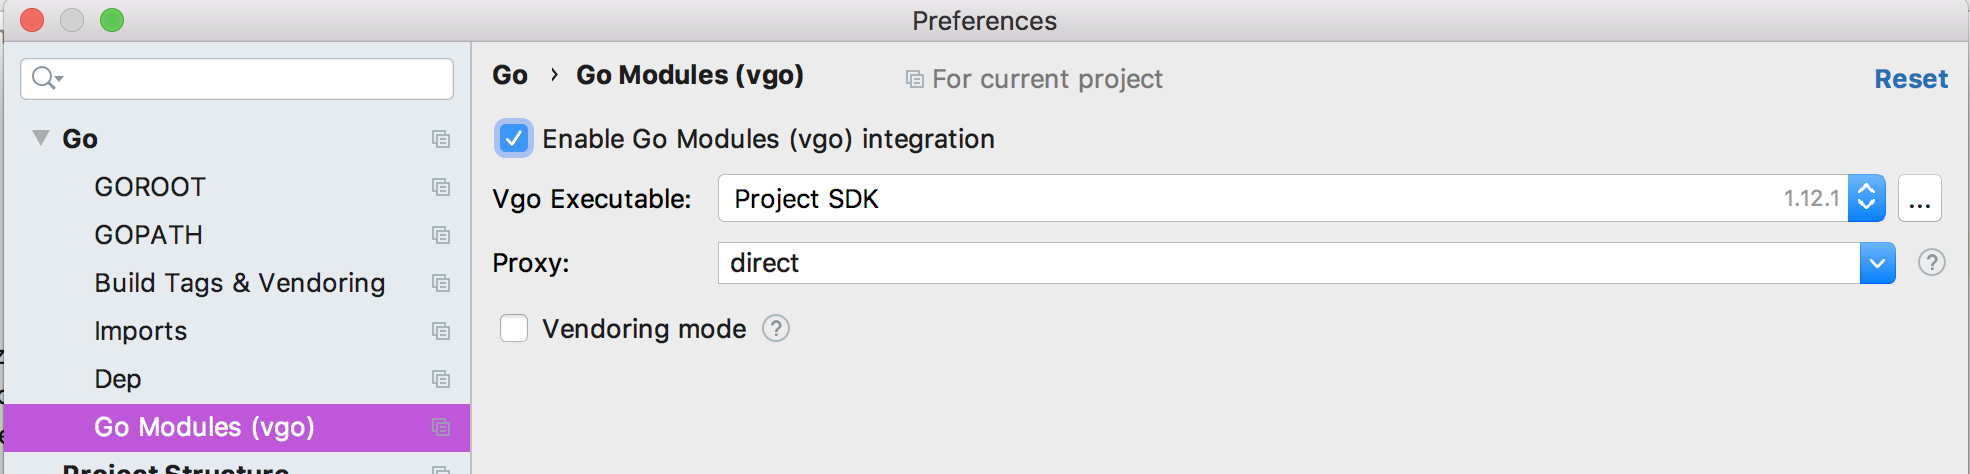 Preferences
Go › Go Modules (vgo)
For current project
Reset
Go
GOROOT
GOPATH
Build Tags & Vendoring
Imports
Dep
Go Modules (vgo)
Project Structure
Enable Go Modules (vgo) integration
Vgo Executable: Project SDK 1.12.1 ...
Proxy: direct ?
Vendoring mode ?